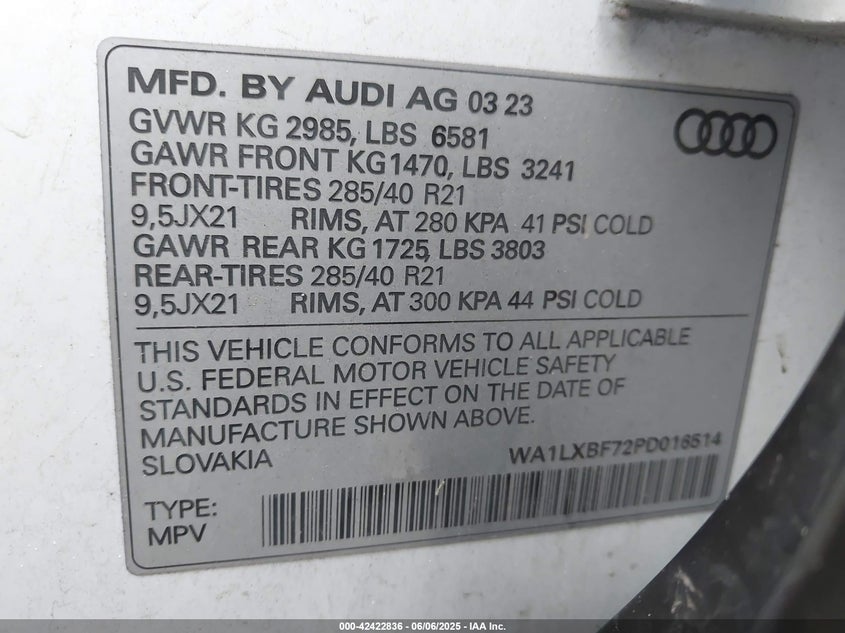 MFD. BY AUDI AG 03 23
GVWR KG 2985, LBS 6581
GAWR FRONT KG1470, LBS 3241
FRONT-TIRES 285/40 R21
9,5JX21 RIMS, AT 280 KPA 41 PSI COLD
GAWR REAR KG 1725, LBS 3803
REAR-TIRES 285/40 R21
9,5JX21 RIMS, AT 300 KPA 44 PSI COLD
THIS VEHICLE CONFORMS TO ALL APPLICABLE
U.S. FEDERAL MOTOR VEHICLE SAFETY
STANDARDS IN EFFECT ON THE DATE OF
MANUFACTURE SHOWN ABOVE.
SLOVAKIA WA1LXBF72PD016514
TYPE:
MPV
000-42422836 - 06/06/2025 - IAA Inc.